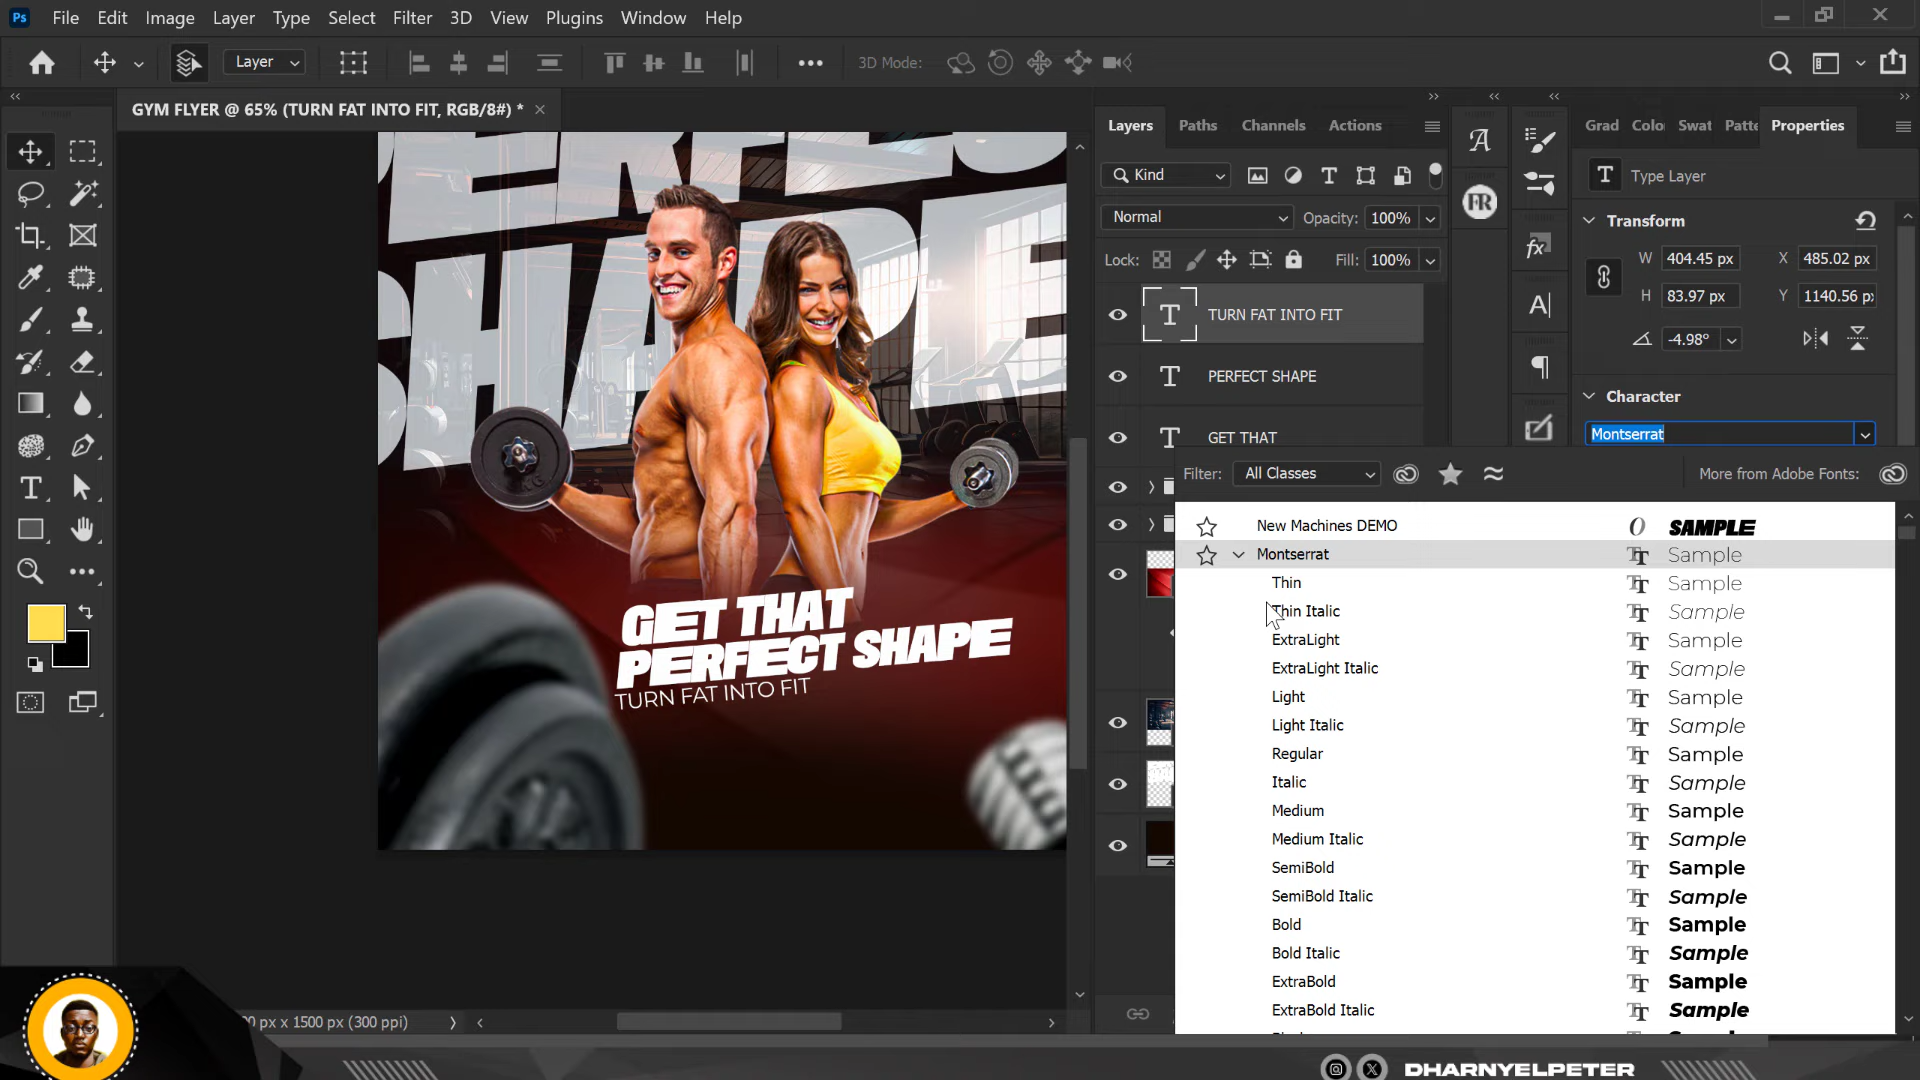 Ps File Edit Image Layer Type Select Filter 3D View Plugins Window Help
Layer 3D Mode:
GYM FLYER @ 65% (TURN FAT INTO FIT, RGB/8#) *
Layers Paths Channels Actions
Grad Colo Swat Patte Properties
Kind
T Type Layer
Normal Opacity: 100%
Transform
Lock: Fill: 100%
W 404.45 px X 485.02 px
H 83.97 px Y 1140.56 px
-4.98°
T TURN FAT INTO FIT
T PERFECT SHAPE
T GET THAT
Character
Montserrat
Filter: All Classes More from Adobe Fonts:
New Machines DEMO SAMPLE
Montserrat Sample
Thin Sample
Thin Italic Sample
ExtraLight Sample
ExtraLight Italic Sample
Light Sample
Light Italic Sample
Regular Sample
Italic Sample
Medium Sample
Medium Italic Sample
SemiBold Sample
SemiBold Italic Sample
Bold Sample
Bold Italic Sample
ExtraBold Sample
ExtraBold Italic Sample
FR
fx
SHAPE
GET THAT
PERFECT SHAPE
TURN FAT INTO FIT
px x 1500 px (300 ppi)
DHARNYELPETER